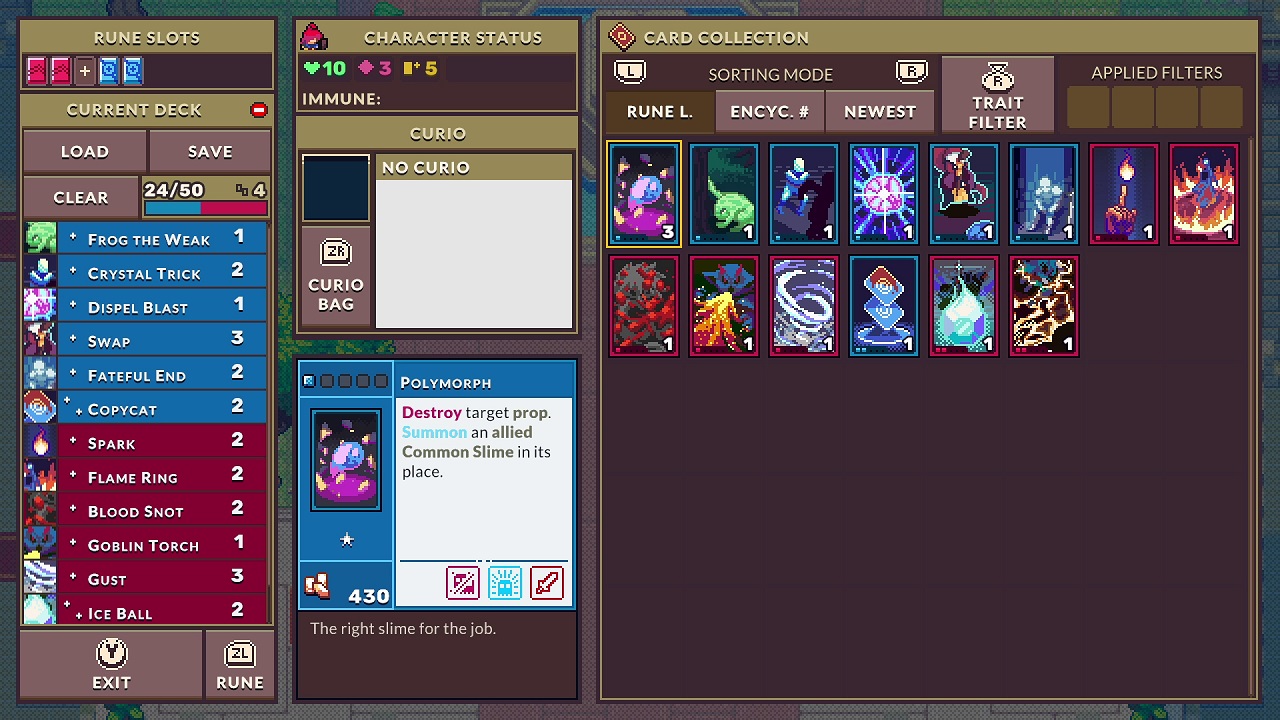 RUNE SLOTS
+
CURRENT DECK
LOAD
SAVE
CLEAR
24/50
4
FROG THE WEAK 1
CRYSTAL TRICK 2
DISPEL BLAST 1
SWAP 3
FATEFUL END 2
COPYCAT 2
SPARK 2
FLAME RING 2
BLOOD SNOT 2
GOBLIN TORCH 1
GUST 3
ICE BALL 2
Y
EXIT
ZL
RUNE
CHARACTER STATUS
10 3 5
IMMUNE:
CURIO
NO CURIO
ZR
CURIO
BAG
POLYMORPH
Destroy target prop.
Summon an allied
Common Slime in its
place.
430
The right slime for the job.
CARD COLLECTION
L
SORTING MODE
R
RUNE L.
ENCYC. #
NEWEST
R
TRAIT
FILTER
APPLIED FILTERS
3 1 1 1 1 1 1 1
1 1 1 1 1 1